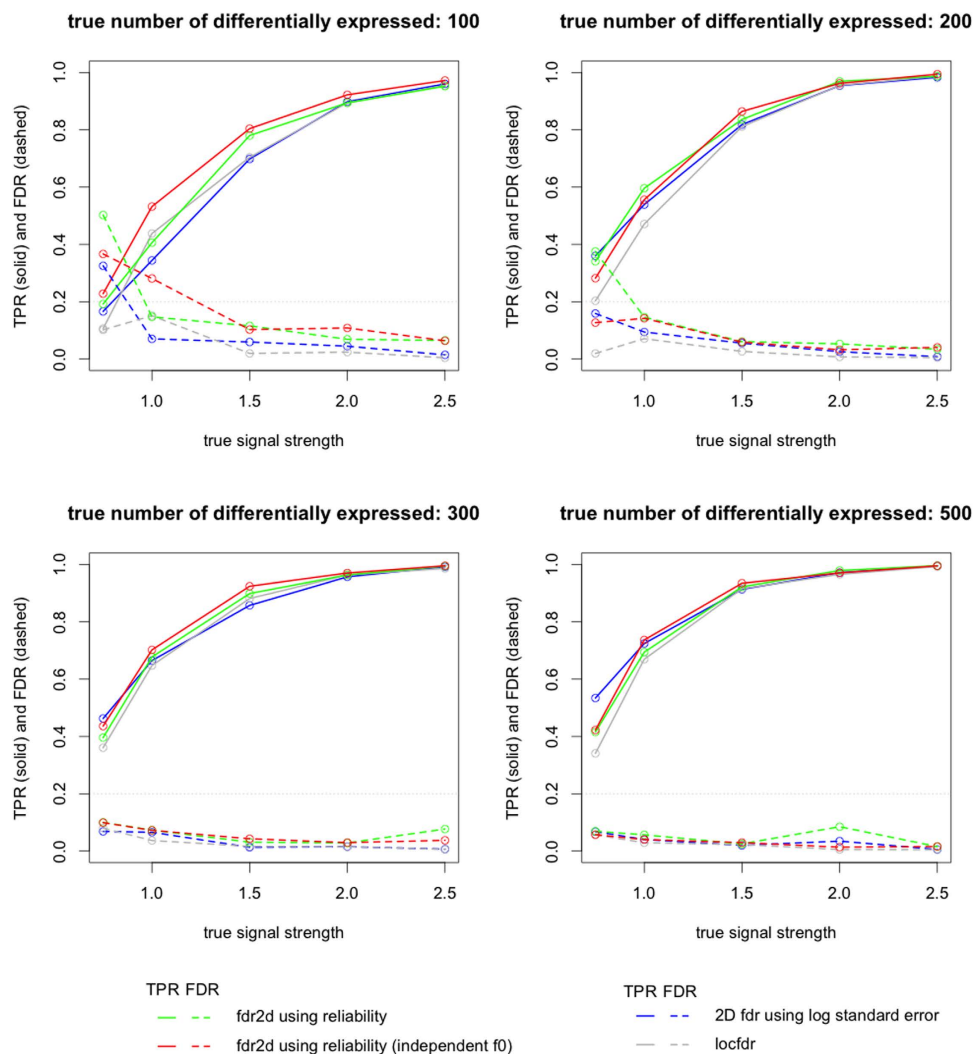 true number of differentially expressed: 100
TPR (solid) and FDR (dashed)
1.0
0.8
0.6
0.4
0.2
0.0
1.0 1.5 2.0 2.5
true signal strength
true number of differentially expressed: 200
TPR (solid) and FDR (dashed)
1.0
0.8
0.6
0.4
0.2
0.0
1.0 1.5 2.0 2.5
true signal strength
true number of differentially expressed: 300
TPR (solid) and FDR (dashed)
1.0
0.8
0.6
0.4
0.2
0.0
1.0 1.5 2.0 2.5
true signal strength
true number of differentially expressed: 500
TPR (solid) and FDR (dashed)
1.0
0.8
0.6
0.4
0.2
0.0
1.0 1.5 2.0 2.5
true signal strength
TPR FDR
fdr2d using reliability
fdr2d using reliability (independent f0)
TPR FDR
2D fdr using log standard error
locfdr